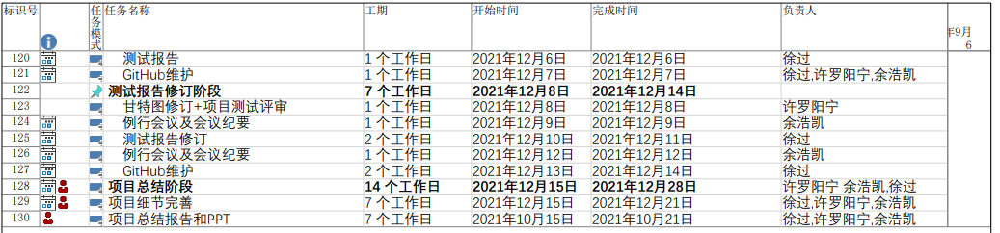 标识号 任务模式 任务名称 工期 开始时间 完成时间 负责人 年9月 6
120 测试报告 1 个工作日 2021年12月6日 2021年12月6日 徐过
121 GitHub维护 1 个工作日 2021年12月7日 2021年12月7日 徐过,许罗阳宁,余浩凯
122 测试报告修订阶段 7 个工作日 2021年12月8日 2021年12月14日
123 甘特图修订+项目测试评审 1 个工作日 2021年12月8日 2021年12月8日 许罗阳宁
124 例行会议及会议纪要 1 个工作日 2021年12月9日 2021年12月9日 余浩凯
125 测试报告修订 2 个工作日 2021年12月10日 2021年12月11日 徐过
126 例行会议及会议纪要 1 个工作日 2021年12月12日 2021年12月12日 余浩凯
127 GitHub维护 2 个工作日 2021年12月13日 2021年12月14日 徐过
128 项目总结阶段 14 个工作日 2021年12月15日 2021年12月28日 许罗阳宁 余浩凯,徐过
129 项目细节完善 7 个工作日 2021年12月15日 2021年12月21日 徐过,许罗阳宁,余浩凯
130 项目总结报告和PPT 7 个工作日 2021年10月15日 2021年10月21日 徐过,许罗阳宁,余浩凯